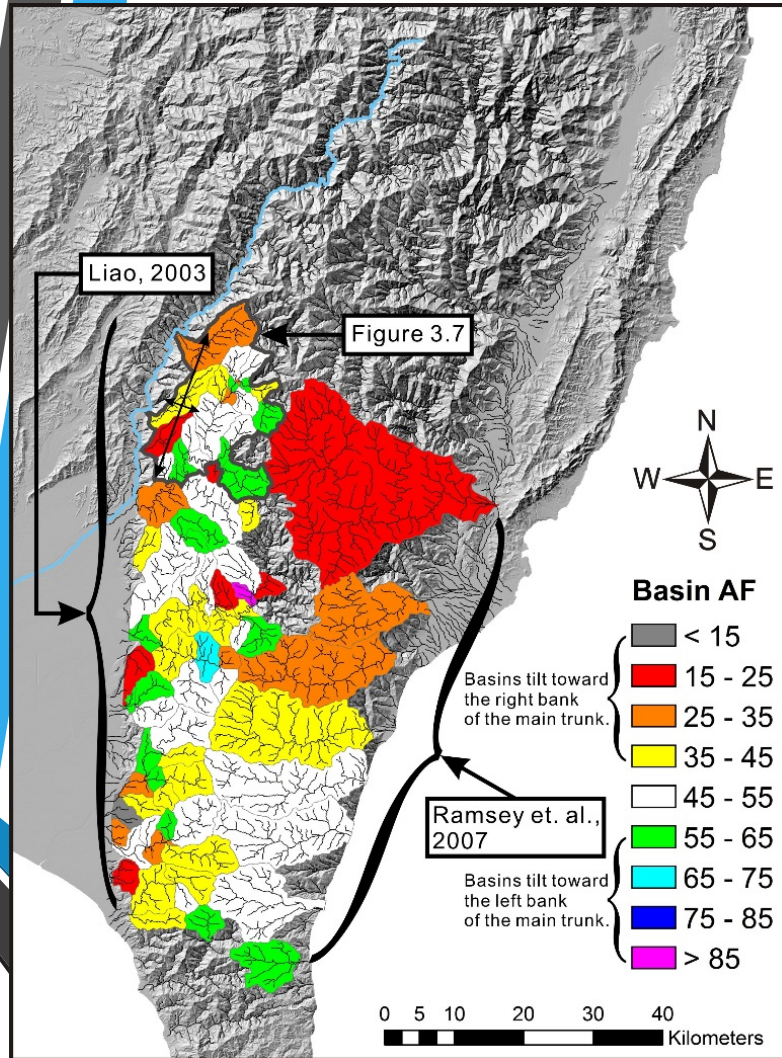 Liao, 2003
Figure 3.7
N
W E
S
Basin AF
< 15
15 - 25
25 - 35
35 - 45
45 - 55
55 - 65
65 - 75
75 - 85
> 85
Basins tilt toward
the right bank
of the main trunk.
Basins tilt toward
the left bank
of the main trunk.
Ramsey et. al.,
2007
0 5 10 20 30 40
Kilometers